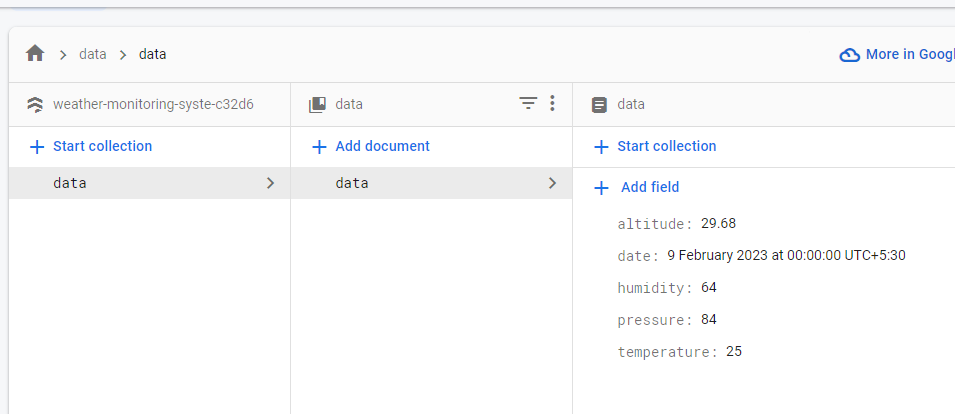 data data More in Goog
weather-monitoring-syste-c32d6 data data
Start collection Add document Start collection
data data Add field
altitude: 29.68
date: 9 February 2023 at 00:00:00 UTC+5:30
humidity: 64
pressure: 84
temperature: 25